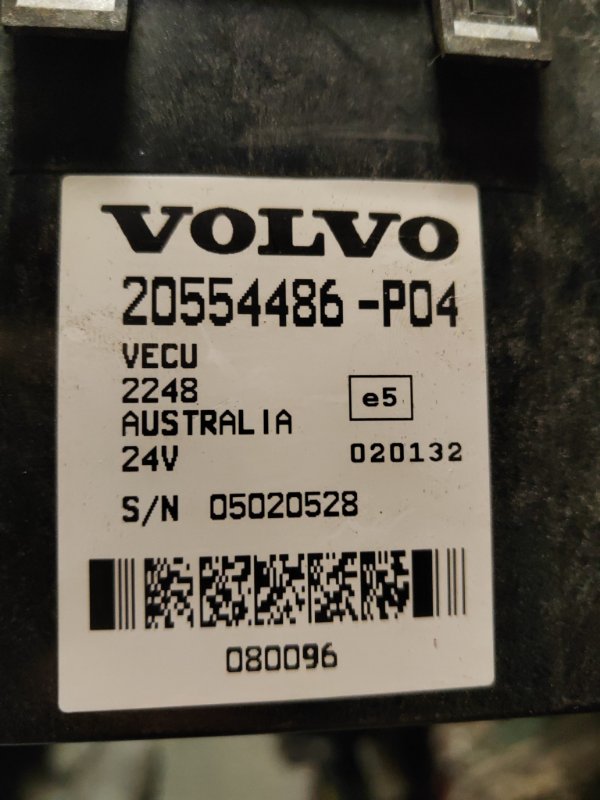 VOLVO
20554486-P04
VECU
2248
e5
AUSTRALIA
24V 020132
S/N 05020528
080096